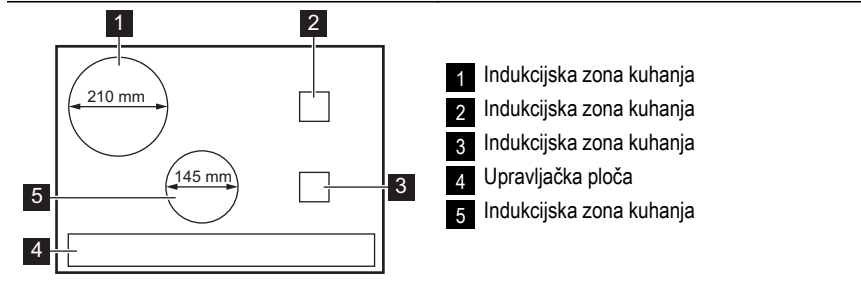 1
2
210 mm
145 mm
5
3
4
1 Indukcijska zona kuhanja
2 Indukcijska zona kuhanja
3 Indukcijska zona kuhanja
4 Upravljačka ploča
5 Indukcijska zona kuhanja